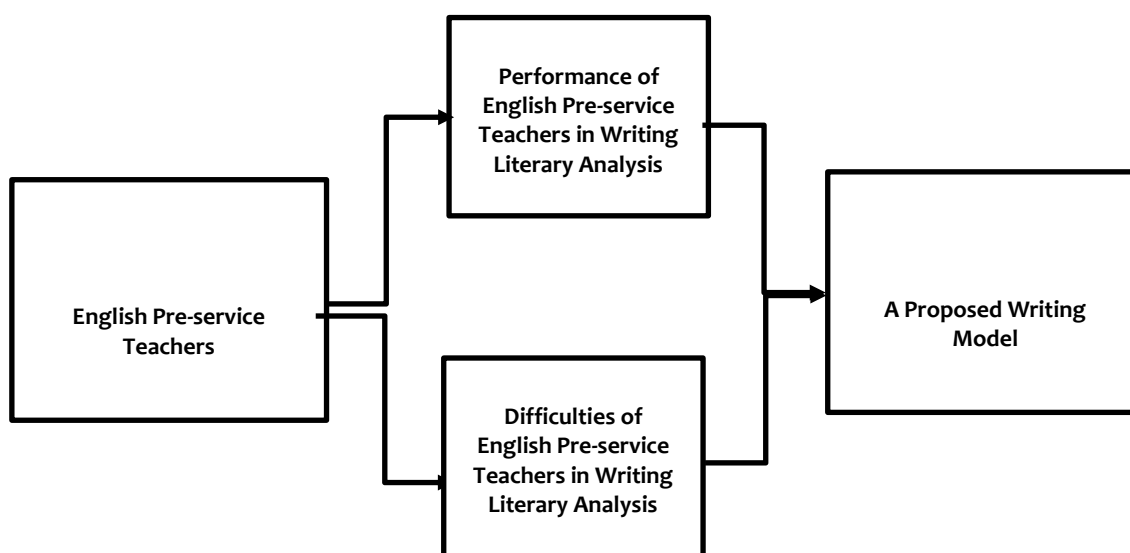 English Pre-service
Teachers
Performance of
English Pre-service
Teachers in Writing
Literary Analysis
Difficulties of
English Pre-service
Teachers in Writing
Literary Analysis
A Proposed Writing
Model